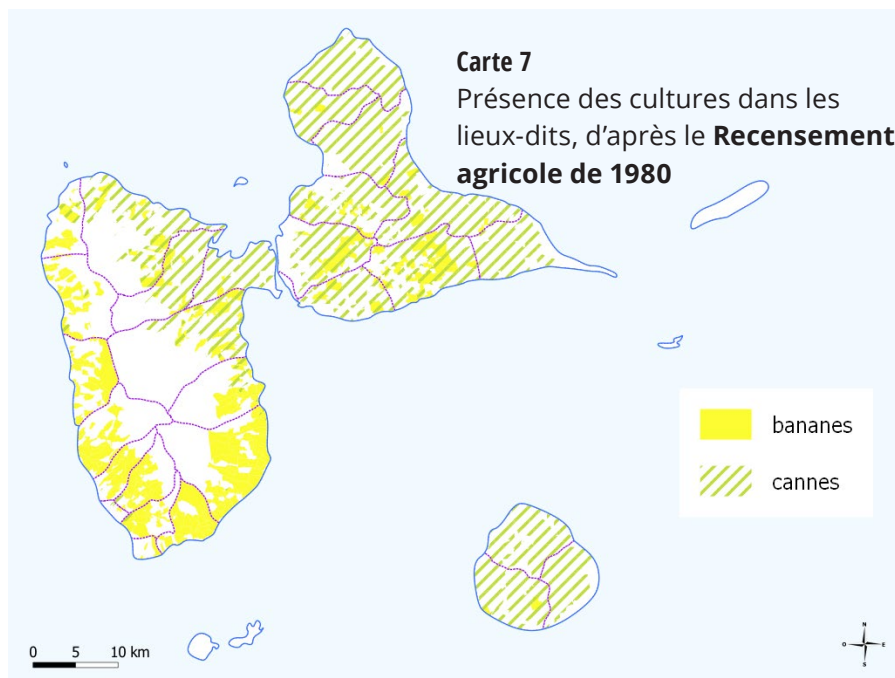 Carte 7
Présence des cultures dans les
lieux-dits, d’après le Recensement
agricole de 1980
bananes
cannes
0 5 10 km
N
O E
S